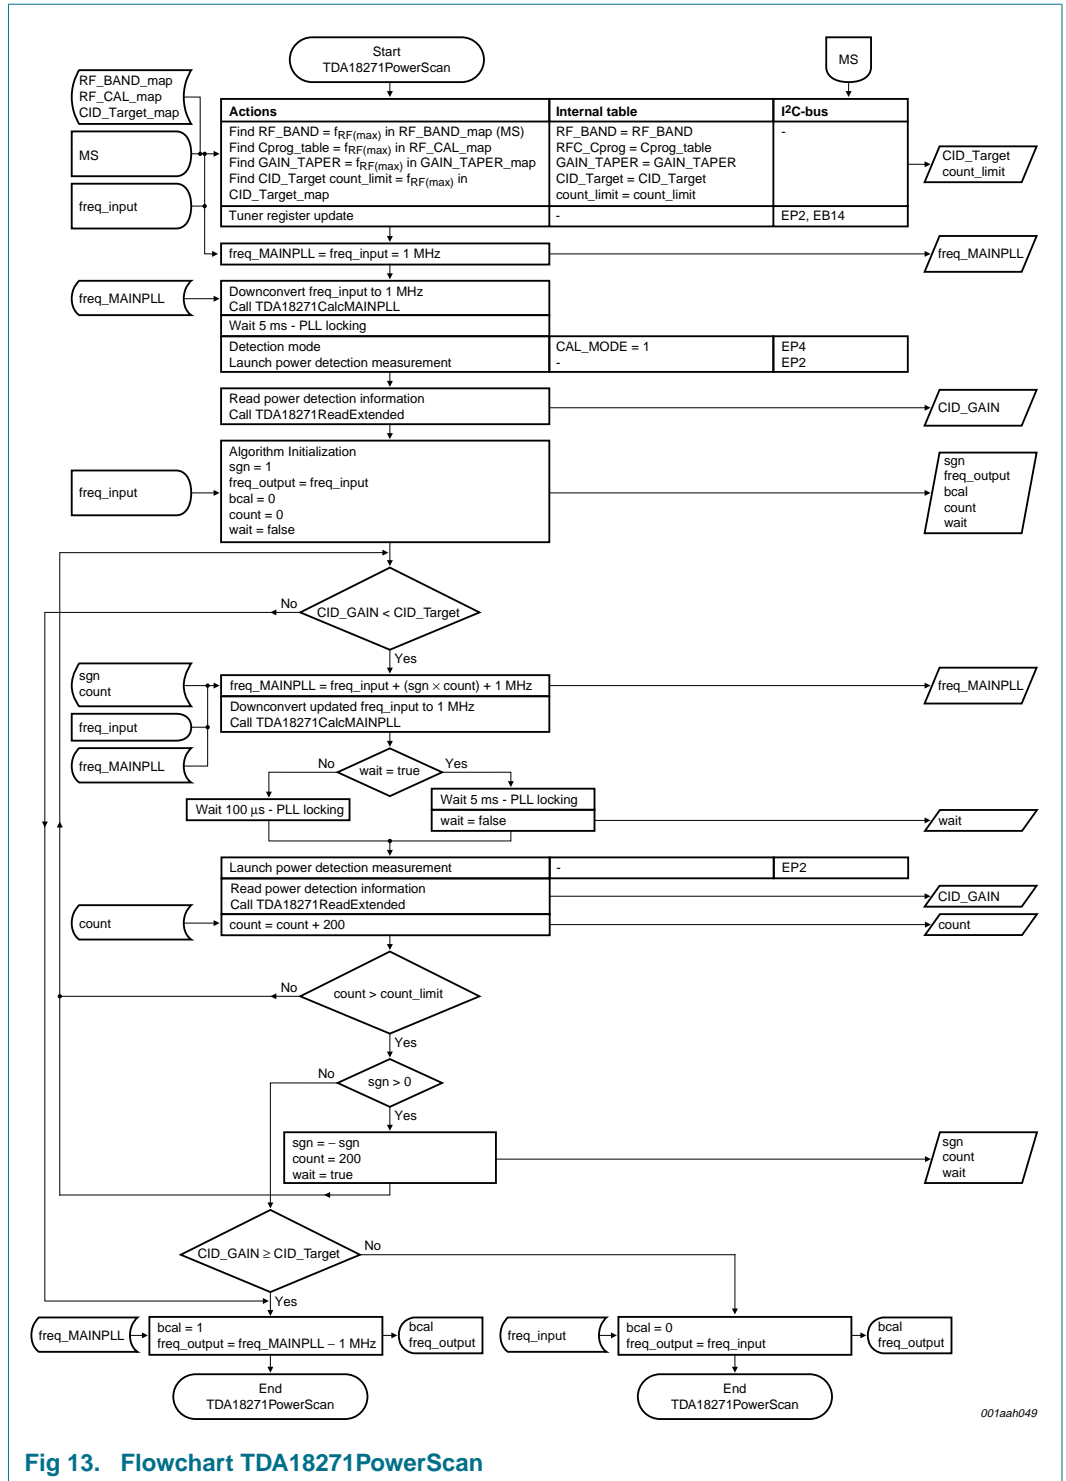 Start
TDA18271PowerScan
MS
RF_BAND_map
RF_CAL_map
CID_Target_map
MS
freq_input
Actions
Internal table
I2C-bus
Find RF_BAND = fRF(max) in RF_BAND_map (MS)
Find Cprog_table = fRF(max) in RF_CAL_map
Find GAIN_TAPER = fRF(max) in GAIN_TAPER_map
Find CID_Target count_limit = fRF(max) in
CID_Target_map
RF_BAND = RF_BAND
RFC_Cprog = Cprog_table
GAIN_TAPER = GAIN_TAPER
CID_Target = CID_Target
count_limit = count_limit
-
Tuner register update
-
EP2, EB14
CID_Target
count_limit
freq_MAINPLL = freq_input = 1 MHz
freq_MAINPLL
freq_MAINPLL
Downconvert freq_input to 1 MHz
Call TDA18271CalcMAINPLL
Wait 5 ms - PLL locking
Detection mode
Launch power detection measurement
CAL_MODE = 1
-
EP4
EP2
Read power detection information
Call TDA18271ReadExtended
CID_GAIN
freq_input
Algorithm Initialization
sgn = 1
freq_output = freq_input
bcal = 0
count = 0
wait = false
sgn
freq_output
bcal
count
wait
No
CID_GAIN < CID_Target
Yes
sgn
count
freq_input
freq_MAINPLL
freq_MAINPLL = freq_input + (sgn × count) + 1 MHz
Downconvert updated freq_input to 1 MHz
Call TDA18271CalcMAINPLL
freq_MAINPLL
No
wait = true
Yes
Wait 100 μs - PLL locking
Wait 5 ms - PLL locking
wait = false
wait
Launch power detection measurement
-
EP2
Read power detection information
Call TDA18271ReadExtended
CID_GAIN
count
count = count + 200
count
No
count > count_limit
Yes
No
sgn > 0
Yes
sgn = – sgn
count = 200
wait = true
sgn
count
wait
CID_GAIN ≥ CID_Target
No
Yes
freq_MAINPLL
bcal = 1
freq_output = freq_MAINPLL – 1 MHz
bcal
freq_output
freq_input
bcal = 0
freq_output = freq_input
bcal
freq_output
End
TDA18271PowerScan
End
TDA18271PowerScan
001aah049
Fig 13. Flowchart TDA18271PowerScan